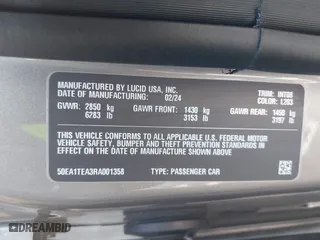 MANUFACTURED BY LUCID USA, INC.
DATE OF MANUFACTURING: 02/24
TRIM: INT08
COLOR: L203
GVWR: 2850 kg GAWR FRONT: 1430 kg GAWR REAR: 1450 kg
6283 lb 3153 lb 3197 lb
THIS VEHICLE CONFORMS TO ALL APPLICABLE U.S. FEDERAL MOTOR
VEHICLE SAFETY, BUMPER AND THEFT PREVENTION STANDARDS IN
EFFECT ON THE DATE OF MANUFACTURE SHOWN ABOVE
50EA1TEA3RA001358 TYPE: PASSENGER CAR